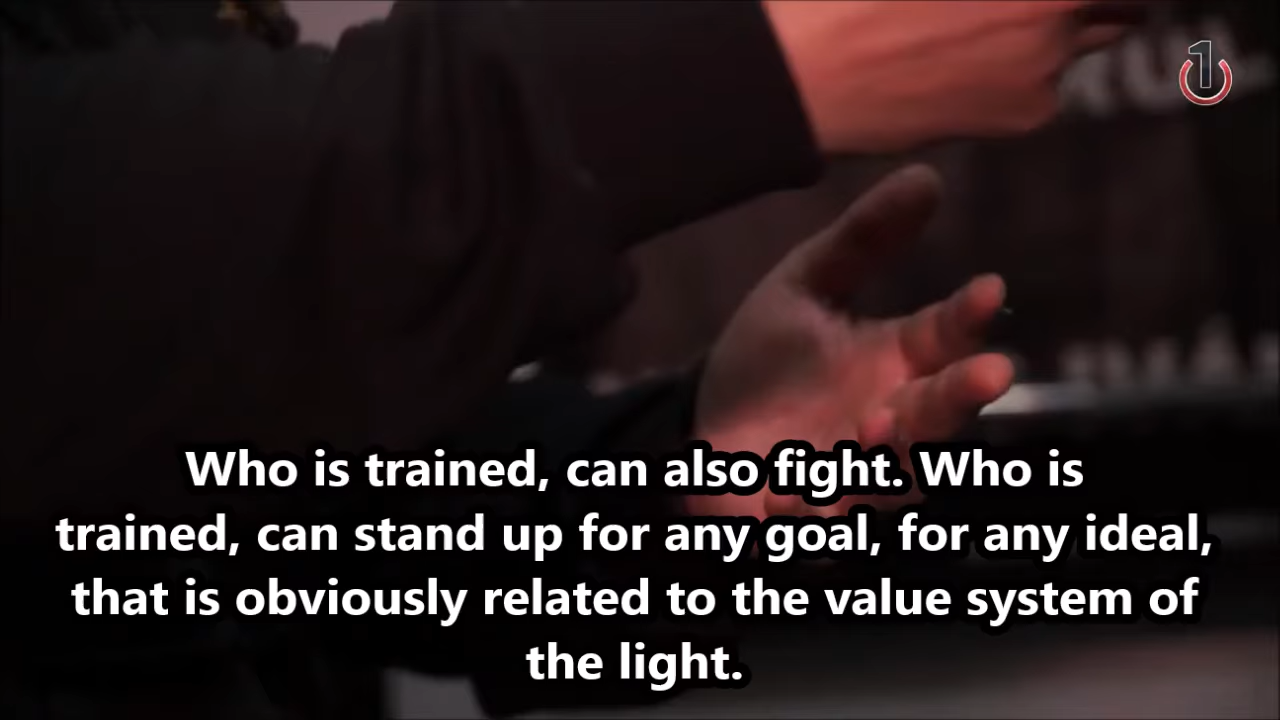 1
Who is trained, can also fight. Who is
trained, can stand up for any goal, for any ideal,
that is obviously related to the value system of
the light.